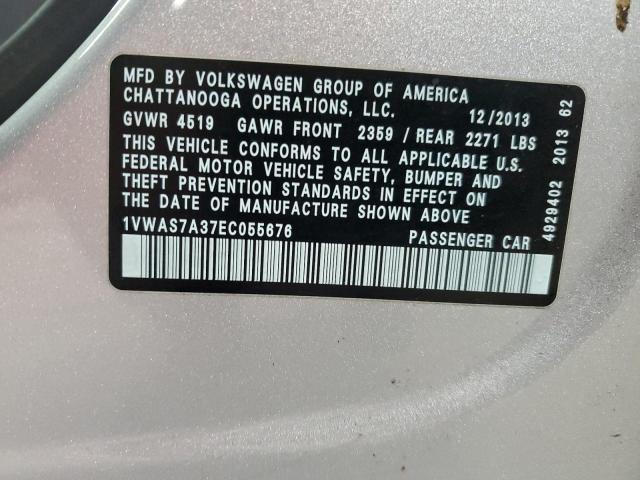 MFD BY VOLKSWAGEN GROUP OF AMERICA
CHATTANOOGA OPERATIONS, LLC. 12/2013
GVWR 4519 GAWR FRONT 2359 / REAR 2271 LBS
THIS VEHICLE CONFORMS TO ALL APPLICABLE U.S.
FEDERAL MOTOR VEHICLE SAFETY, BUMPER AND
THEFT PREVENTION STANDARDS IN EFFECT ON
THE DATE OF MANUFACTURE SHOWN ABOVE
1VWAS7A37EC055676 PASSENGER CAR
4929402 2013 62